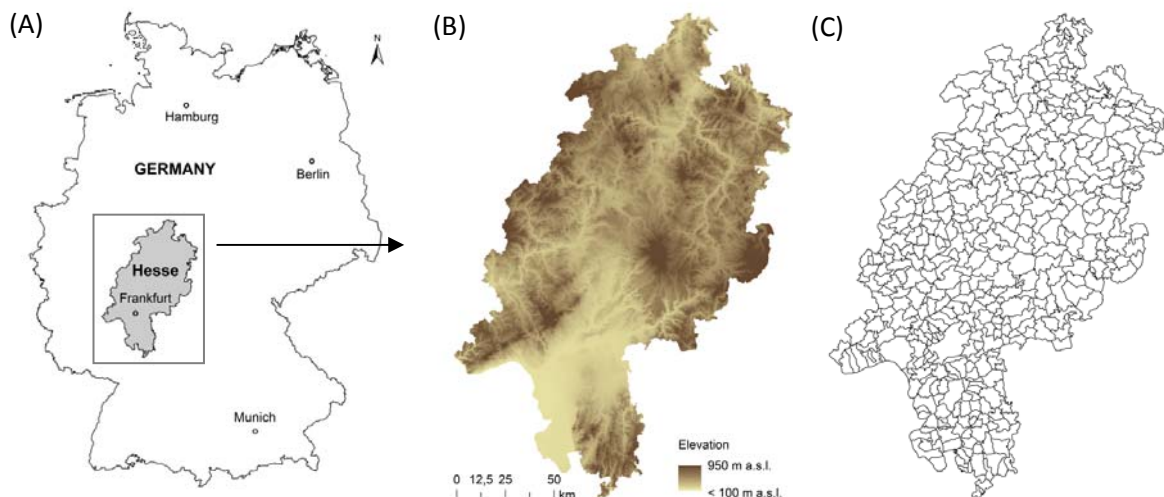 (A)
N
Hamburg
GERMANY
Berlin
Hesse
Frankfurt
Munich
(B)
Elevation
950 m a.s.l.
< 100 m a.s.l.
0 12,5 25 50
km
(C)